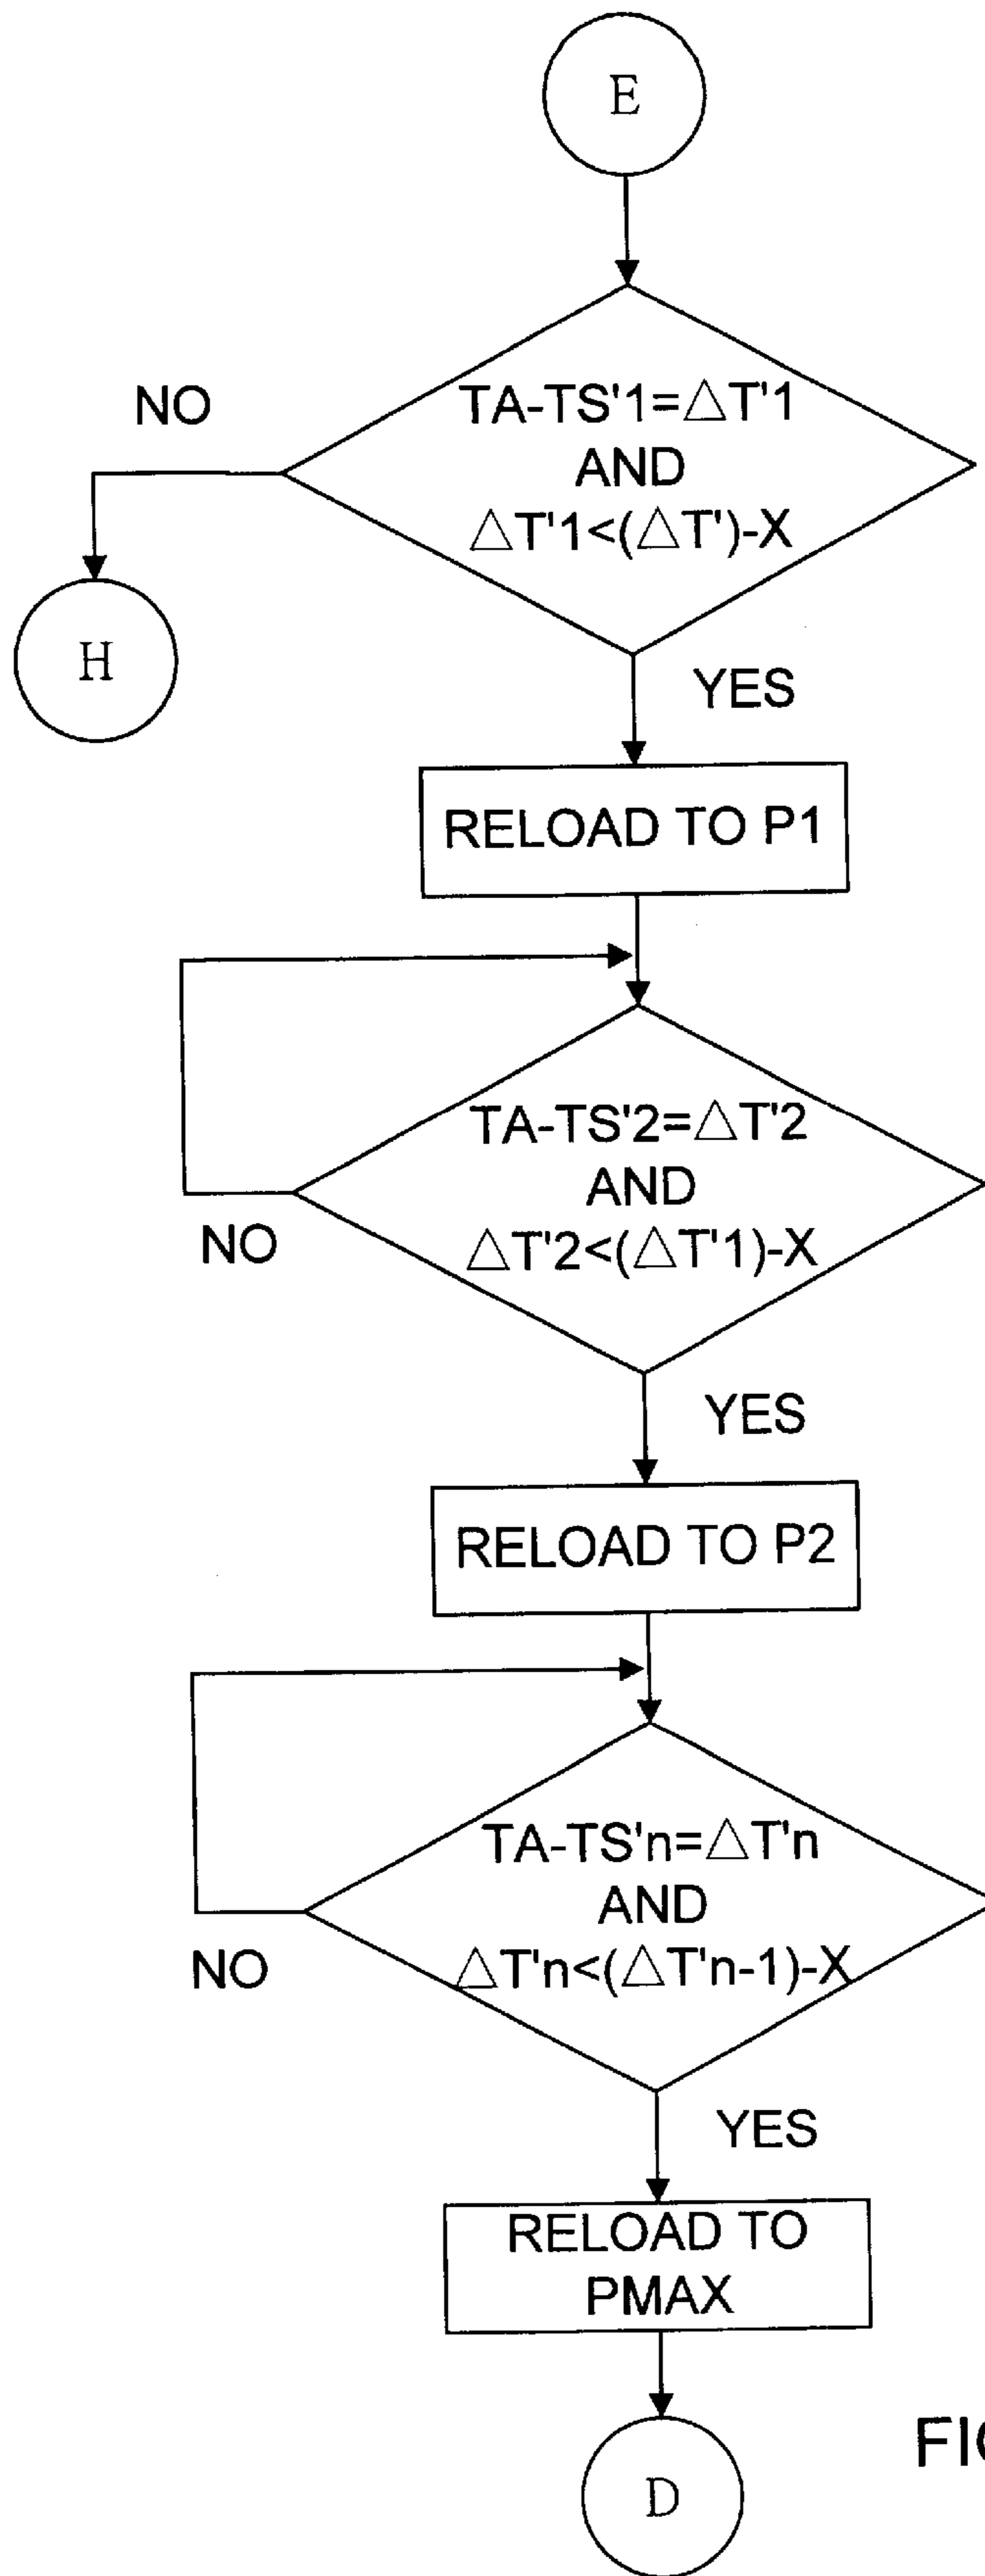 E
TA-TS'1=△T'1
AND
△T'1<(△T')-X
NO
H
YES
RELOAD TO P1
TA-TS'2=△T'2
AND
△T'2<(△T'1)-X
NO
YES
RELOAD TO P2
TA-TS'n=△T'n
AND
△T'n<(△T'n-1)-X
NO
YES
RELOAD TO
PMAX
D